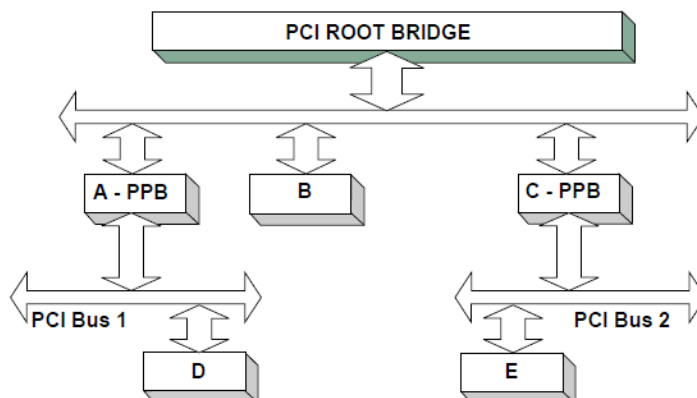 PCI ROOT BRIDGE
A - PPB
B
C - PPB
PCI Bus 1
PCI Bus 2
D
E